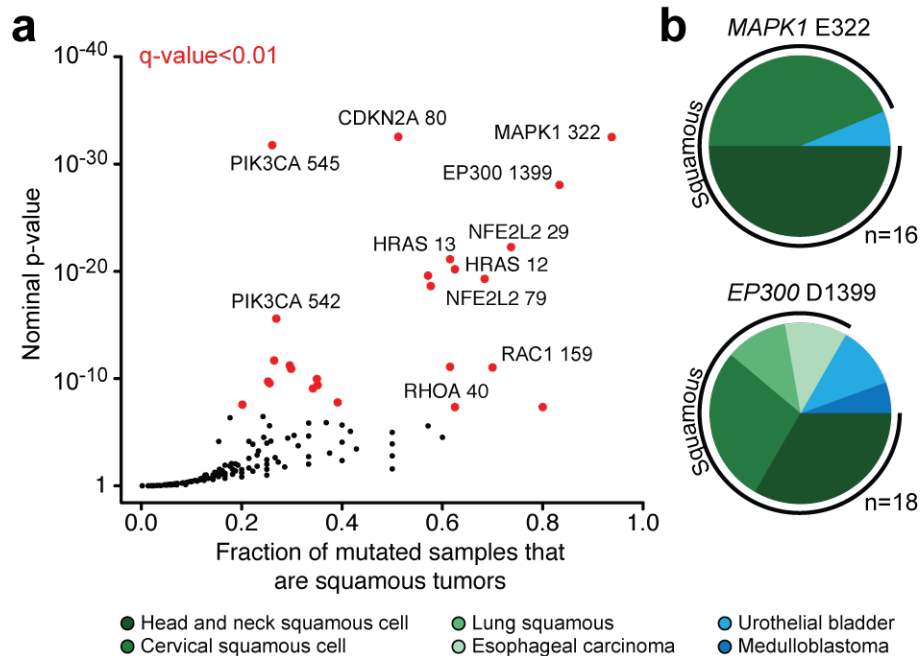 a
q-value<0.01
Nominal p-value
10-40
10-30
10-20
10-10
1
CDKN2A 80
MAPK1 322
PIK3CA 545
EP300 1399
NFE2L2 29
HRAS 13
HRAS 12
NFE2L2 79
PIK3CA 542
RAC1 159
RHOA 40
0.0 0.2 0.4 0.6 0.8 1.0
Fraction of mutated samples that
are squamous tumors
b
MAPK1 E322
Squamous
n=16
EP300 D1399
Squamous
n=18
Head and neck squamous cell
Cervical squamous cell
Lung squamous
Esophageal carcinoma
Urothelial bladder
Medulloblastoma